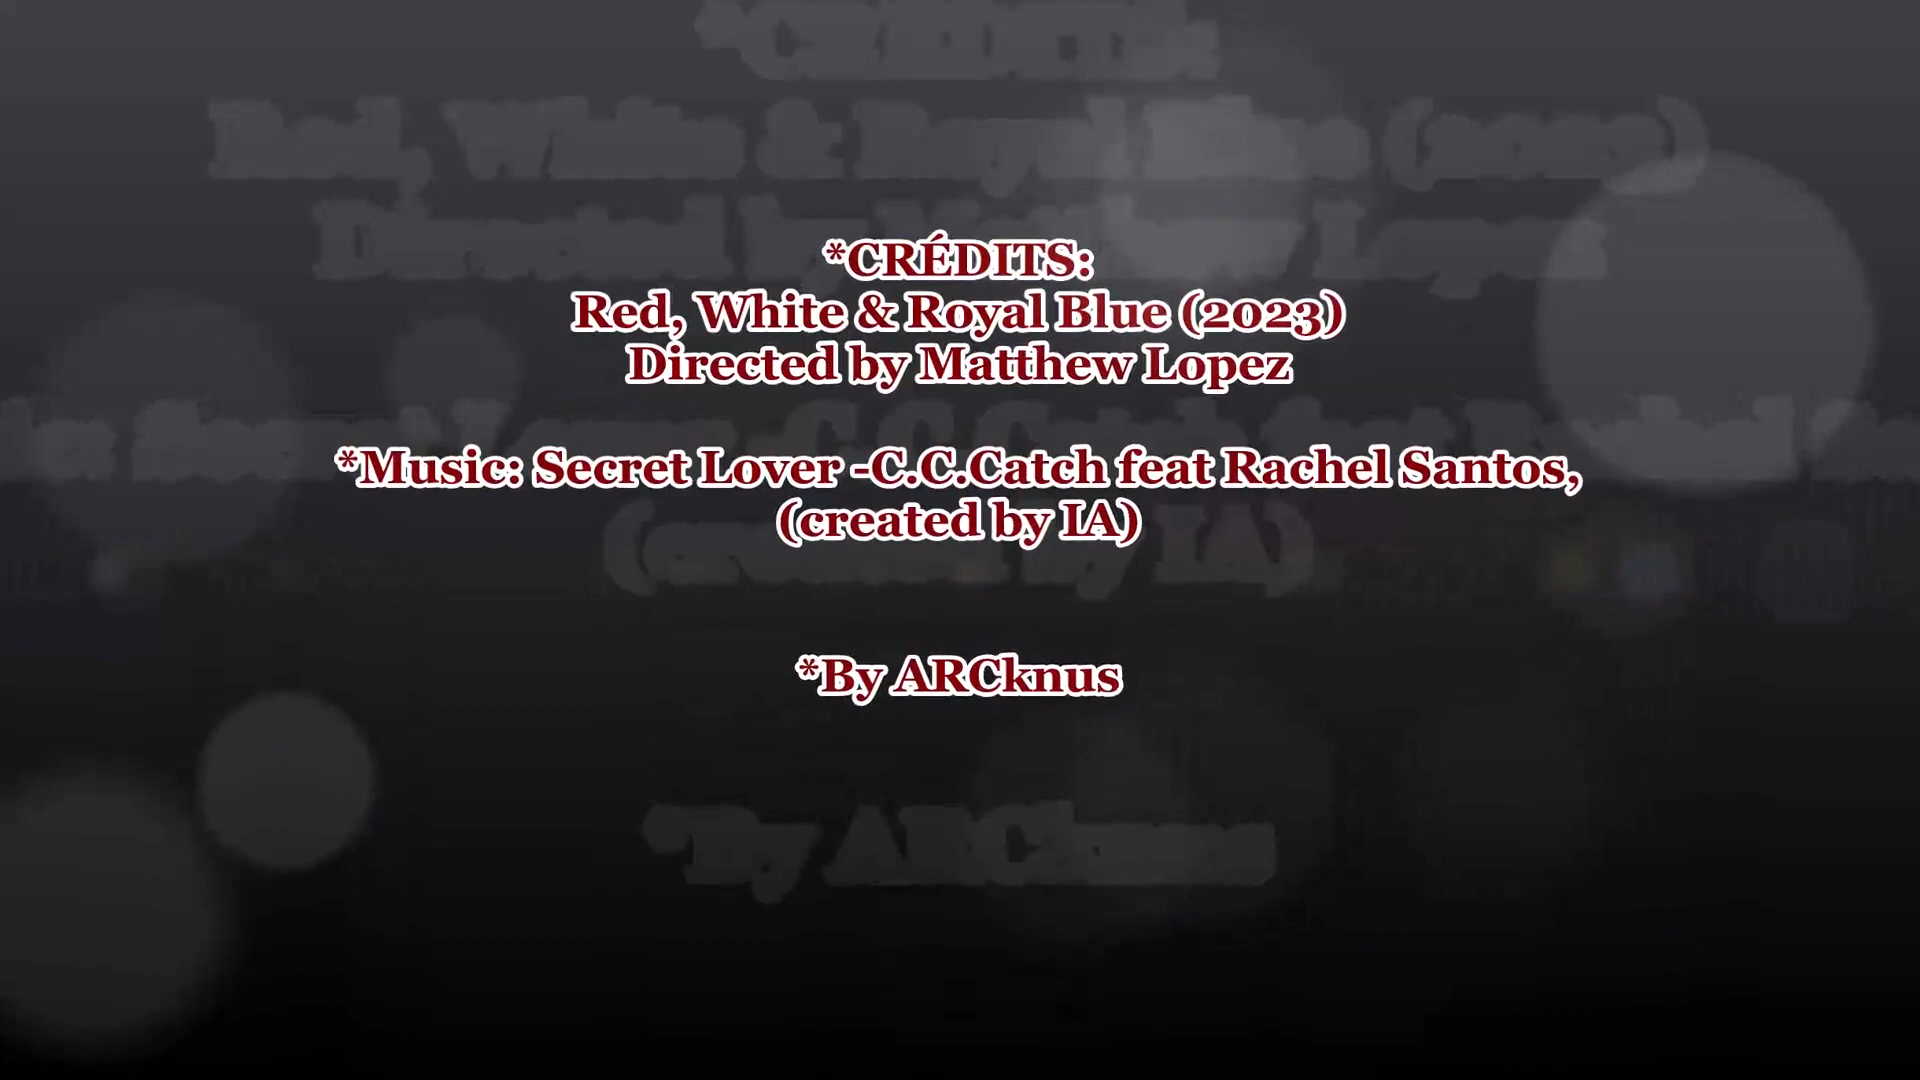 *CRÉDITS:
Red, White & Royal Blue (2023)
Directed by Matthew Lopez
*Music: Secret Lover -C.C.Catch feat Rachel Santos,
(created by IA)
*By ARCknus